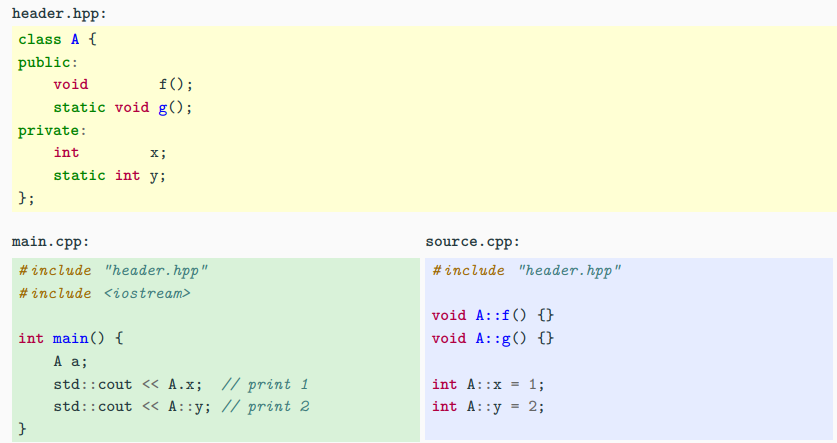 header.hpp:
class A {
public:
    void        f();
    static void g();
private:
    int        x;
    static int y;
};
main.cpp:
#include "header.hpp"
#include <iostream>
int main() {
    A a;
    std::cout << A.x;  // print 1
    std::cout << A::y; // print 2
}
source.cpp:
#include "header.hpp"
void A::f() {}
void A::g() {}
int A::x = 1;
int A::y = 2;